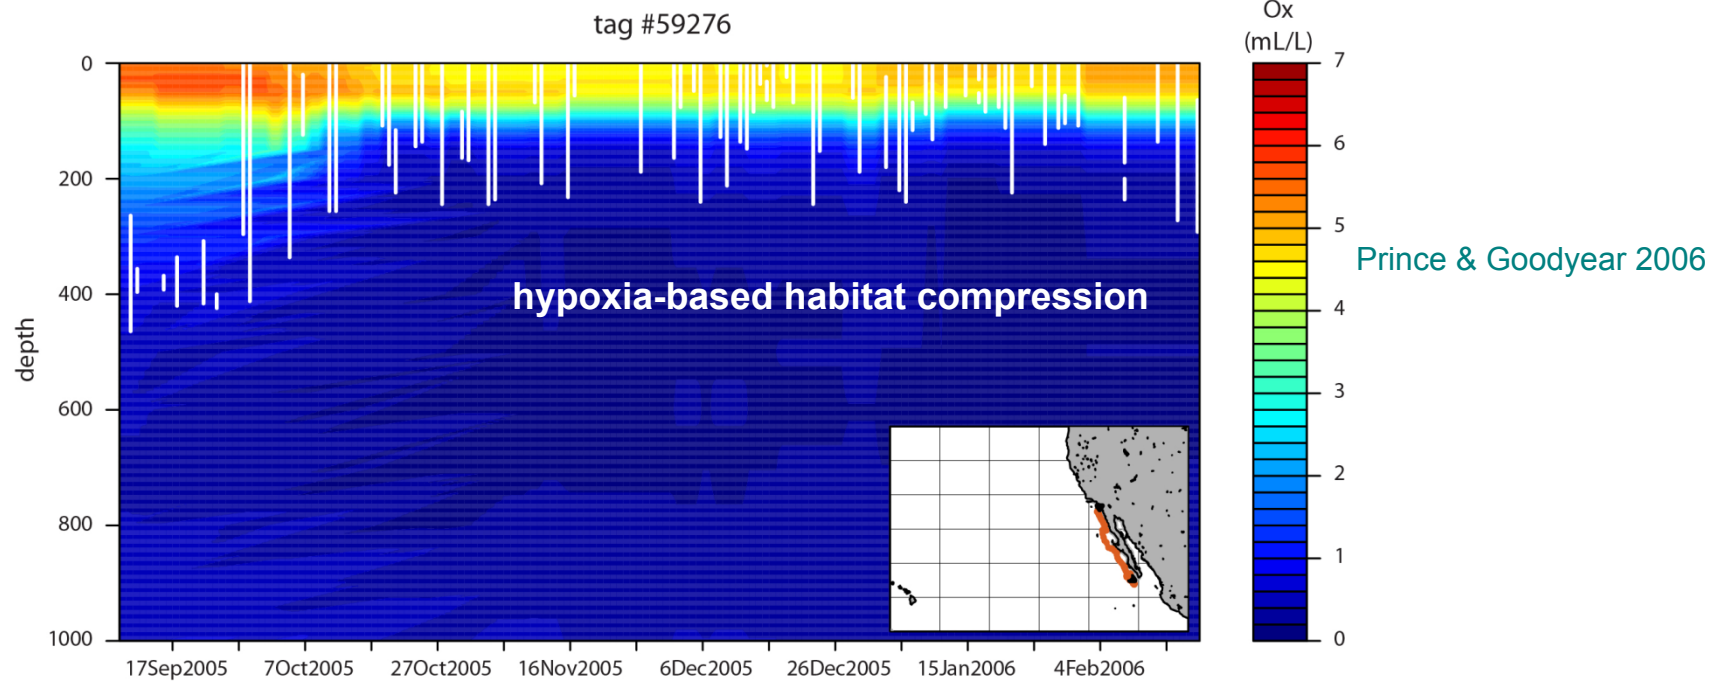 tag #59276
Ox
(mL/L)
0
200
400
600
800
1000
depth
hypoxia-based habitat compression
17Sep2005
7Oct2005
27Oct2005
16Nov2005
6Dec2005
26Dec2005
15Jan2006
4Feb2006
7
6
5
4
3
2
1
0
Prince & Goodyear 2006